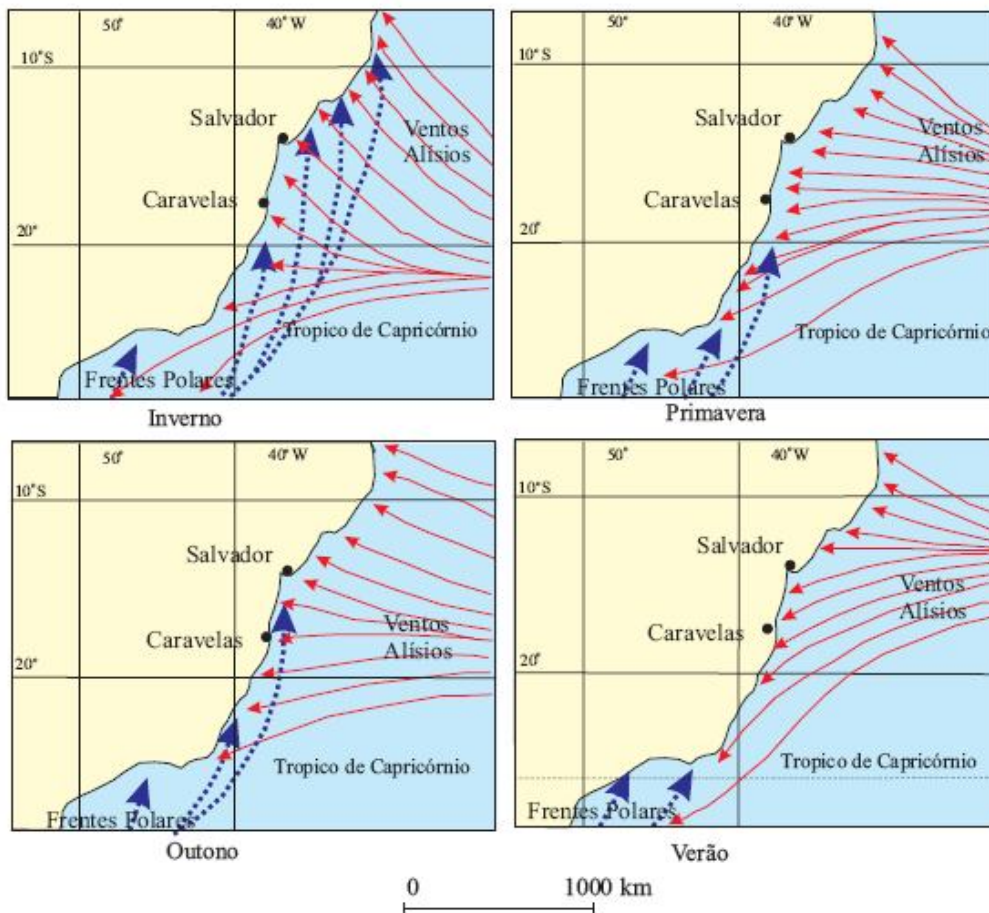 50°
40° W
10°S
Salvador
Ventos
Alísios
Caravelas
20°
Tropico de Capricórnio
Frentes Polares
Inverno
50°
40° W
10°S
Salvador
Ventos
Alísios
Caravelas
20°
Tropico de Capricórnio
Frentes Polares
Primavera
50°
40° W
10°S
Salvador
Caravelas
Ventos
Alísios
20°
Tropico de Capricórnio
Frentes Polares
Outono
50°
40° W
10°S
Salvador
Ventos
Alísios
Caravelas
20°
Tropico de Capricórnio
Frentes Polares
Verão
0 1000 km